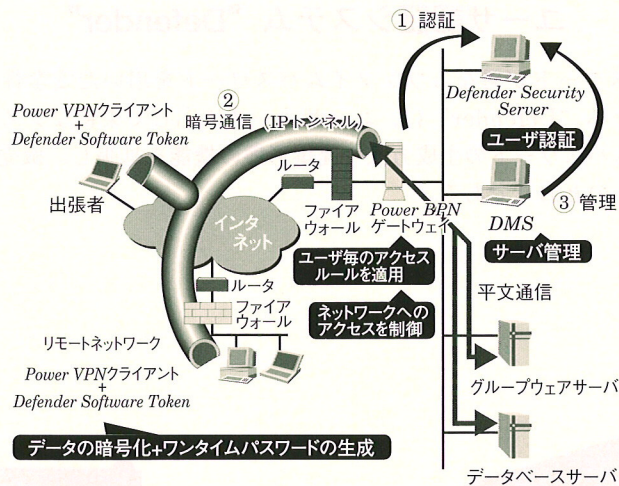 ① 認証
Power VPNクライアント
+
Defender Software Token
②
暗号通信（IPトンネル）
Defender Security
Server
ユーザ認証
ルータ
出張者
インタ
ネット
ファイア
ウォール
Power BPN
ゲートウェイ
DMS
③ 管理
サーバ管理
ユーザ毎のアクセス
ルールを適用
ルータ
ファイア
ウォール
ネットワークへの
アクセスを制御
平文通信
リモートネットワーク
Power VPNクライアント
+
Defender Software Token
グループウェアサーバ
データの暗号化+ワンタイムパスワードの生成
データベースサーバ